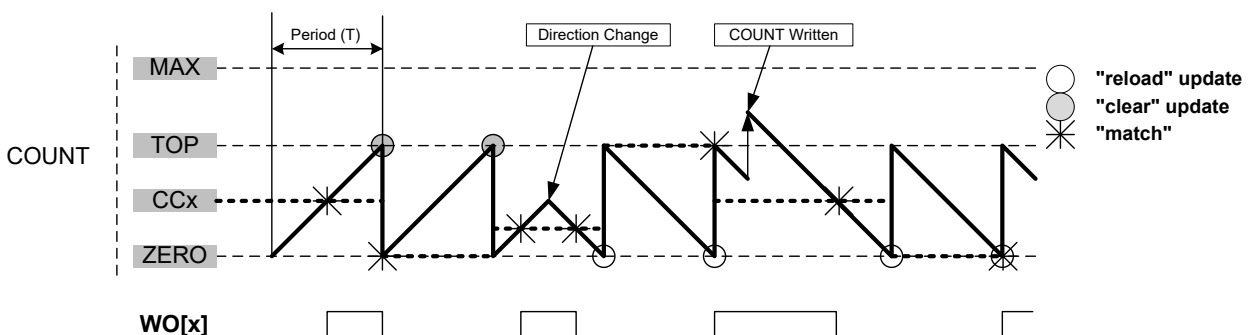 Period (T)
Direction Change
COUNT Written
MAX
"reload" update
"clear" update
TOP
"match"
COUNT
CCx
ZERO
WO[x]